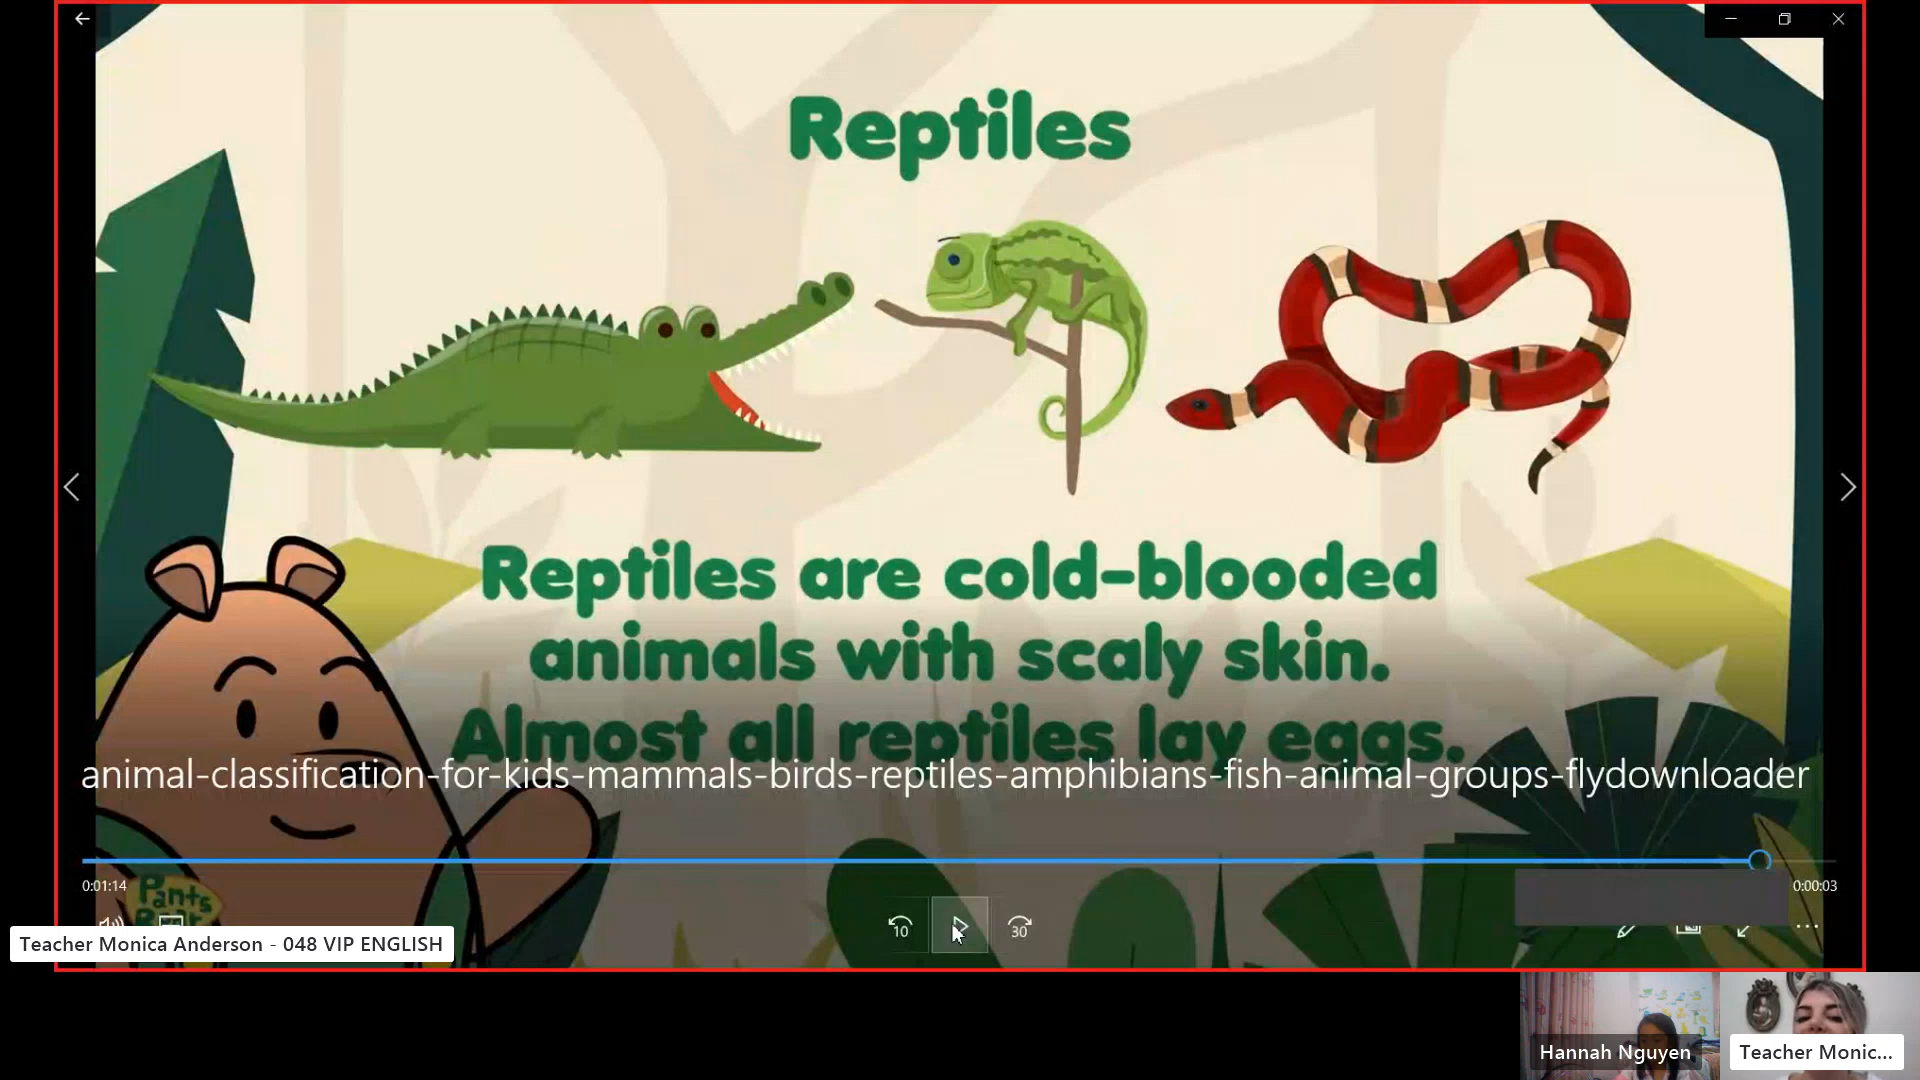 Reptiles
Reptiles are cold-blooded
animals with scaly skin.
Almost all reptiles lay eggs.
animal-classification-for-kids-mammals-birds-reptiles-amphibians-fish-animal-groups-flydownloader
0:01:14
0:00:03
Pants
10
30
Teacher Monica Anderson - 048 VIP ENGLISH
Hannah Nguyen
Teacher Monic...